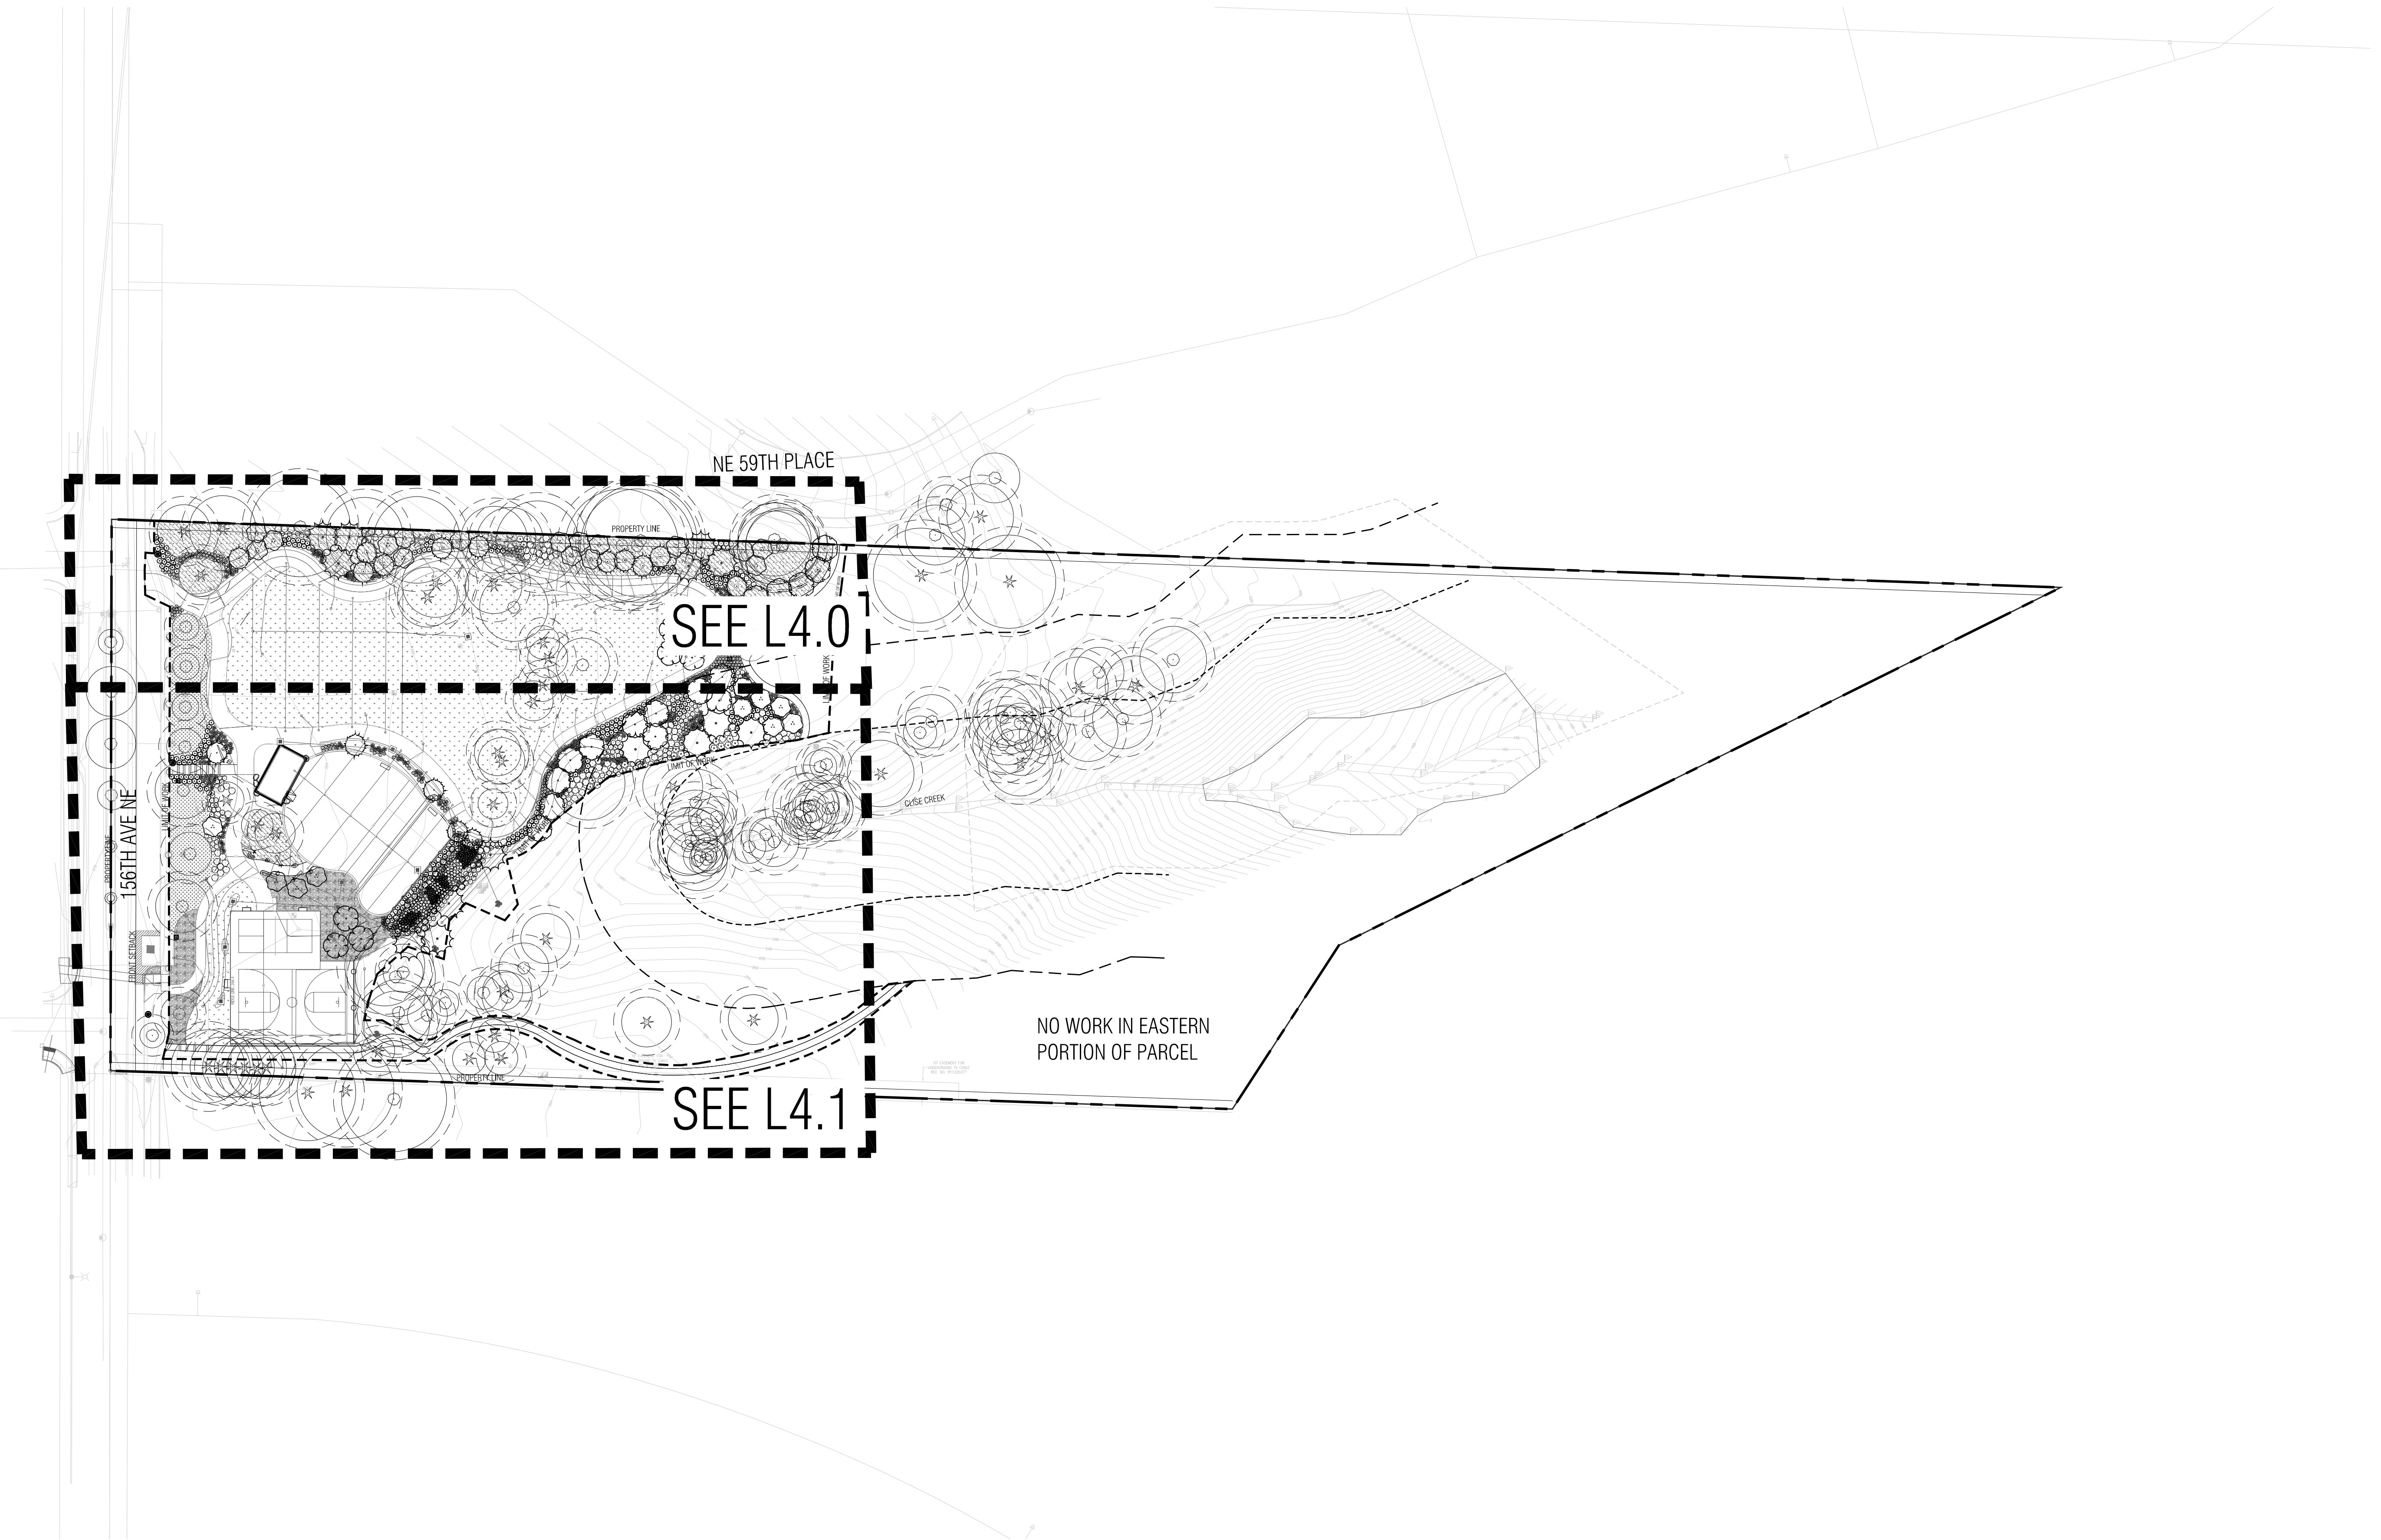 NE 59TH PLACE
PROPERTY LINE
SEE L4.0
LIMIT OF WORK
LIMIT OF WORK
CLISE CREEK
LIMIT OF WORK
PROPERTY LINE
156TH AVE NE
FRONT SETBACK
NO WORK IN EASTERN
PORTION OF PARCEL
PROPERTY LINE
SEE L4.1